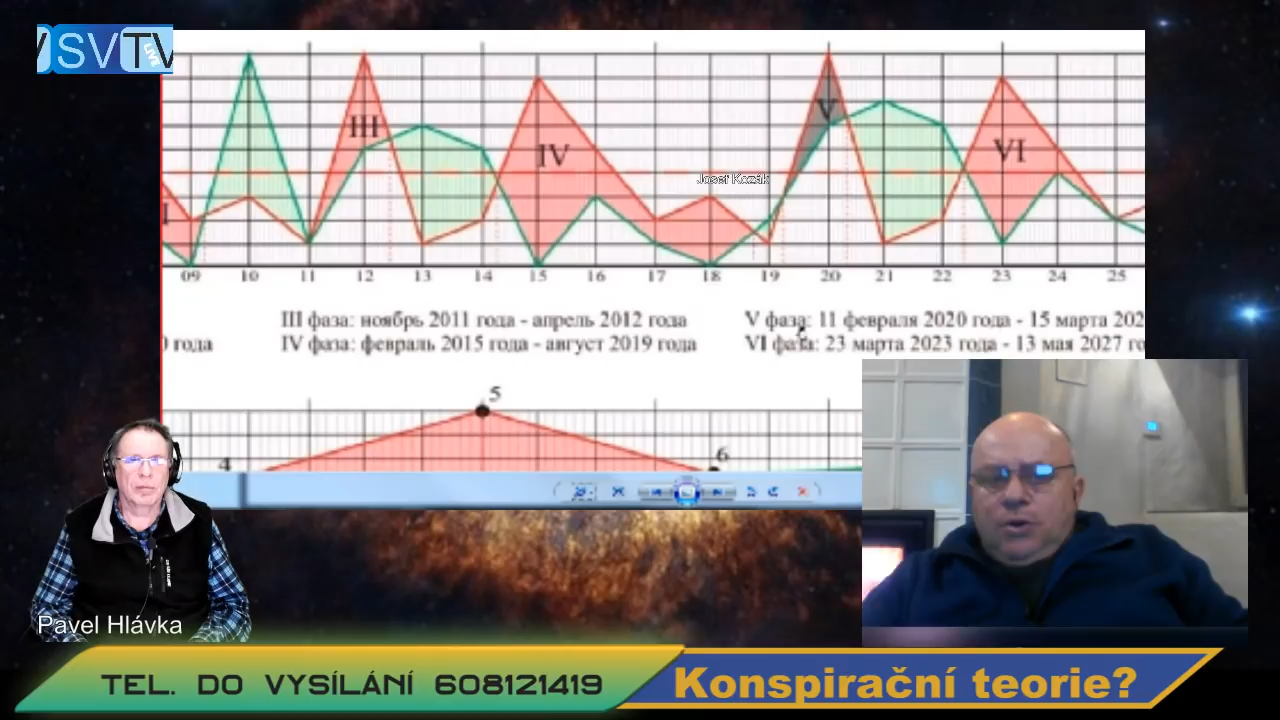 SVTV
LIVE
III
IV
V
VI
Josef Kozák
09 10 11 12 13 14 15 16 17 18 19 20 21 22 23 24 25
III фаза: ноябрь 2011 года - апрель 2012 года
V фаза: 11 февраля 2020 года - 15 марта 202
года
IV фаза: февраль 2015 года - август 2019 года
VI фаза: 23 марта 2023 года - 13 мая 2027 го
5
4
6
Pavel Hlávka
TEL. DO VYSÍLÁNÍ 608121419
Konspirační teorie?